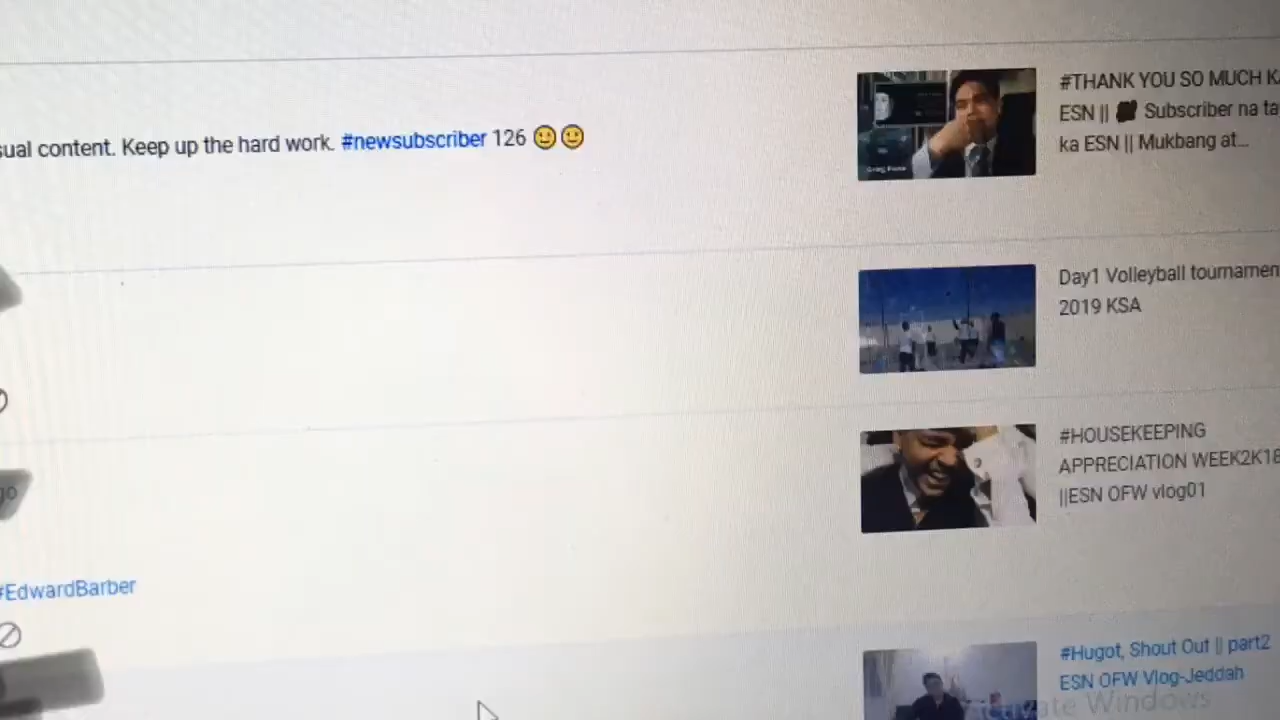 #THANK YOU SO MUCH
ESN || Subscriber na
ual content. Keep up the hard work. #newsubscriber 126
ka ESN || Mukbang at...
Day1 Volleyball tournamen
2019 KSA
#HOUSEKEEPING
APPRECIATION WEEK2K18
||ESN OFW vlog01
go
#EdwardBarber
#Hugot, Shout Out || part2
ESN OFW Vlog-Jeddah
Activate Windows